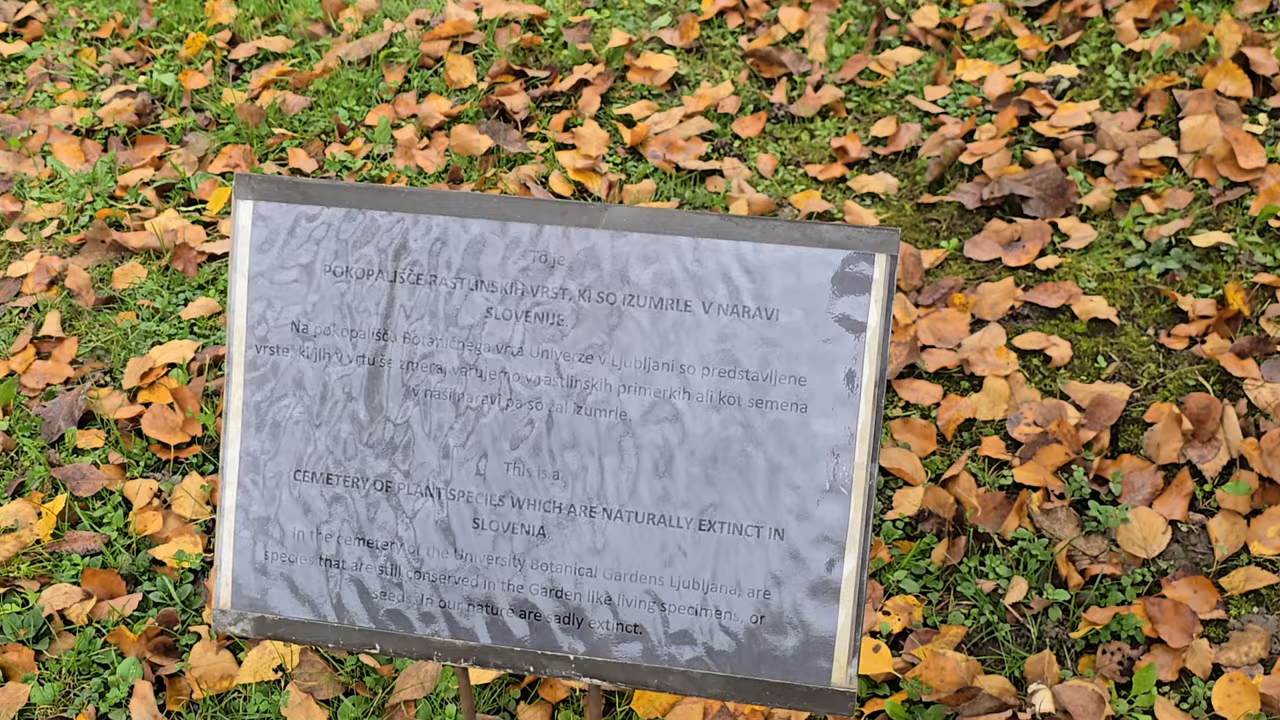 To je
POKOPALIŠČE RASTLINSKIH VRST, KI SO IZUMRLE V NARAVI
SLOVENIJE.
Na pokopališču Botaničnega vrta Univerze v Ljubljani so predstavljene
vrste, ki jih v vrtu še zmeraj varujemo v rastlinskih primerkih ali kot semena
v naši naravi pa so žal izumrle.
This is a
CEMETERY OF PLANT SPECIES WHICH ARE NATURALLY EXTINCT IN
SLOVENIA.
In the cemetery of the University Botanical Gardens Ljubljana, are
species that are still conserved in the Garden like living specimens, or
seeds. In our nature are sadly extinct.